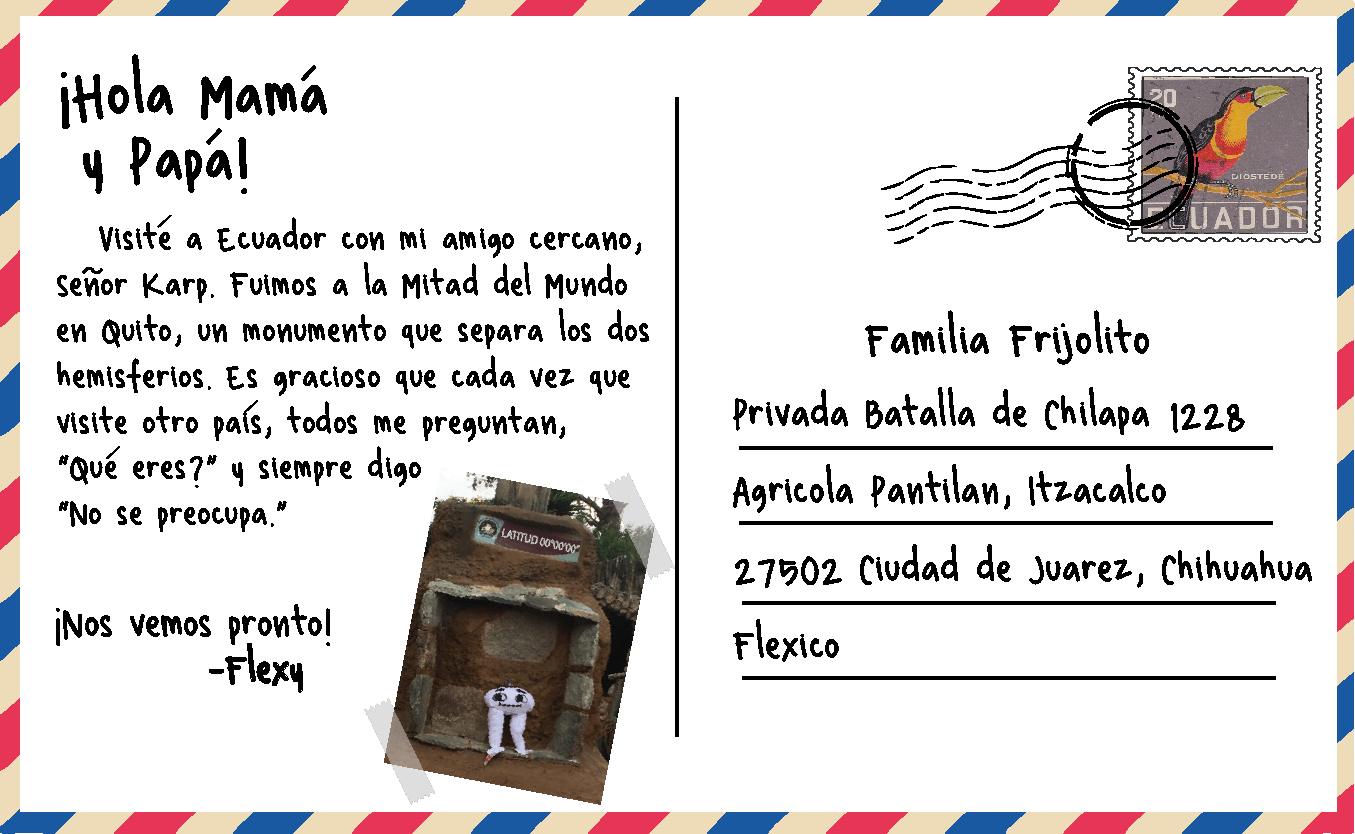 ¡Hola Mamá
y Papá!
Visité a Ecuador con mi amigo cercano,
señor Karp. Fuimos a la Mitad del Mundo
en Quito, un monumento que separa los dos
hemisferios. Es gracioso que cada vez que
visite otro país, todos me preguntan,
"Qué eres?" y siempre digo
"No se preocupa."
¡Nos vemos pronto!
-Flexy
LATITUD 00°00'00"
20
DIOSTEDÉ
ECUADOR
Familia Frijolito
Privada Batalla de Chilapa 1228
Agricola Pantilan, Itzacalco
27502 Ciudad de Juarez, Chihuahua
Flexico